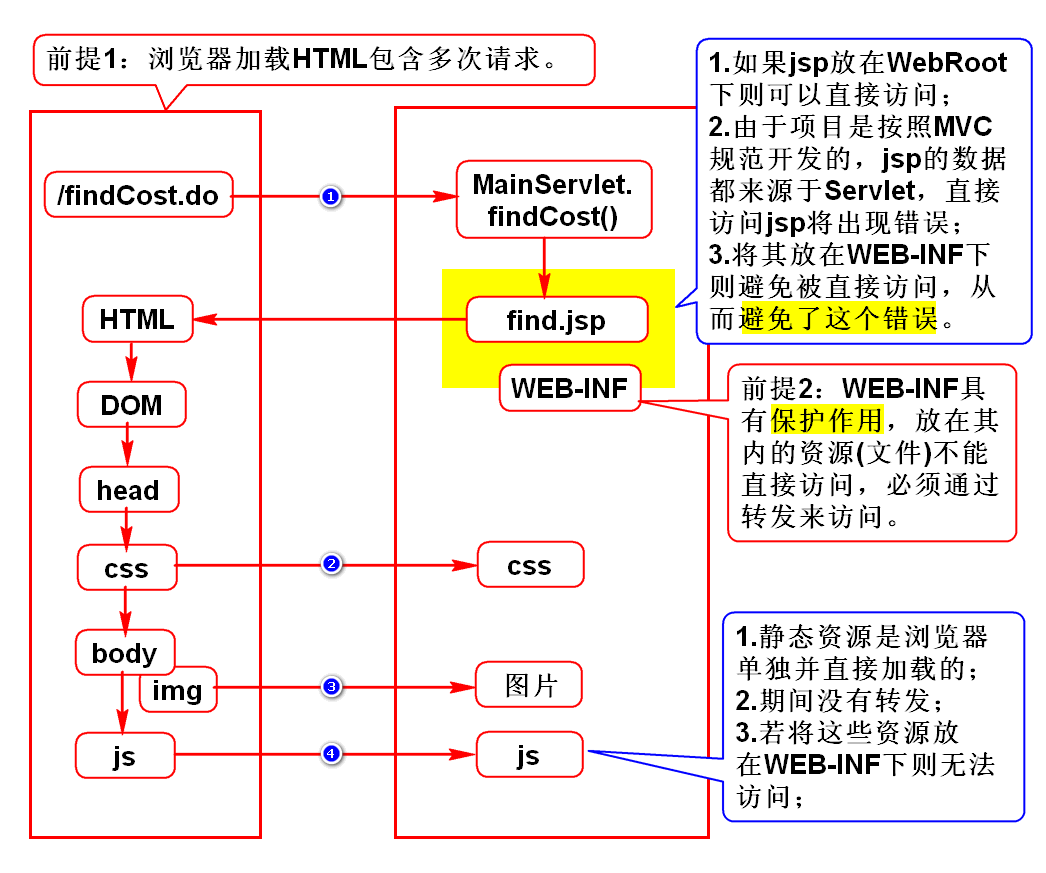 前提1：浏览器加载HTML包含多次请求。
1.如果jsp放在WebRoot
下则可以直接访问；
2.由于项目是按照MVC
规范开发的，jsp的数据
都来源于Servlet，直接
访问jsp将出现错误；
3.将其放在WEB-INF下
则避免被直接访问，从
而避免了这个错误。
/findCost.do
1
MainServlet.
findCost()
HTML
find.jsp
WEB-INF
前提2：WEB-INF具
有保护作用，放在其
内的资源(文件)不能
直接访问，必须通过
转发来访问。
DOM
head
css
2
css
body
img
3
图片
js
4
js
1.静态资源是浏览器
单独并直接加载的；
2.期间没有转发；
3.若将这些资源放
在WEB-INF下则无法
访问；